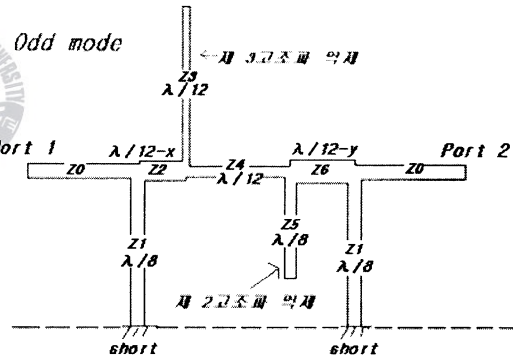 Odd mode
제 3고조파 억제
Z3
λ/12
Port 1
λ/12-x
λ/12-y
Port 2
Z0
Z2
Z4
λ/12
Z6
Z0
Z1
λ/8
Z5
λ/8
Z1
λ/8
제 2고조파 억제
short
short